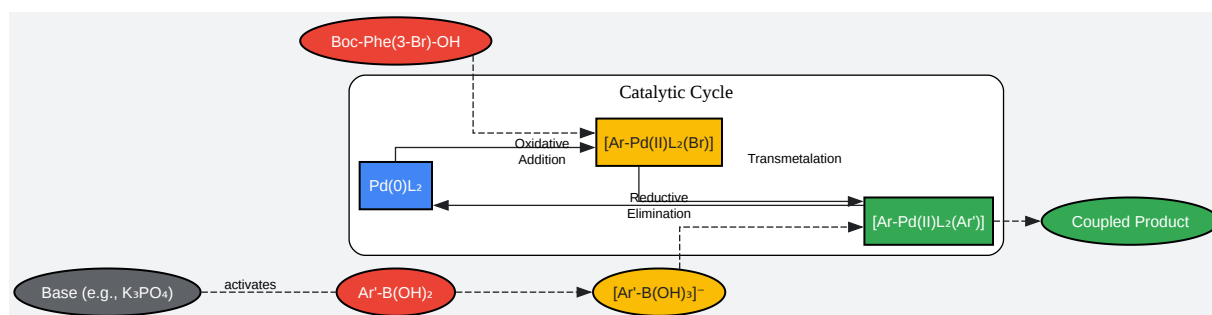 Boc-Phe(3-Br)-OH
Catalytic Cycle
Oxidative
Addition
[Ar-Pd(II)L₂(Br)]
Transmetalation
Pd(0)L₂
Reductive
Elimination
[Ar-Pd(II)L₂(Ar')]
Coupled Product
Base (e.g., K₃PO₄)
activates
Ar'-B(OH)₂
[Ar'-B(OH)₃]⁻